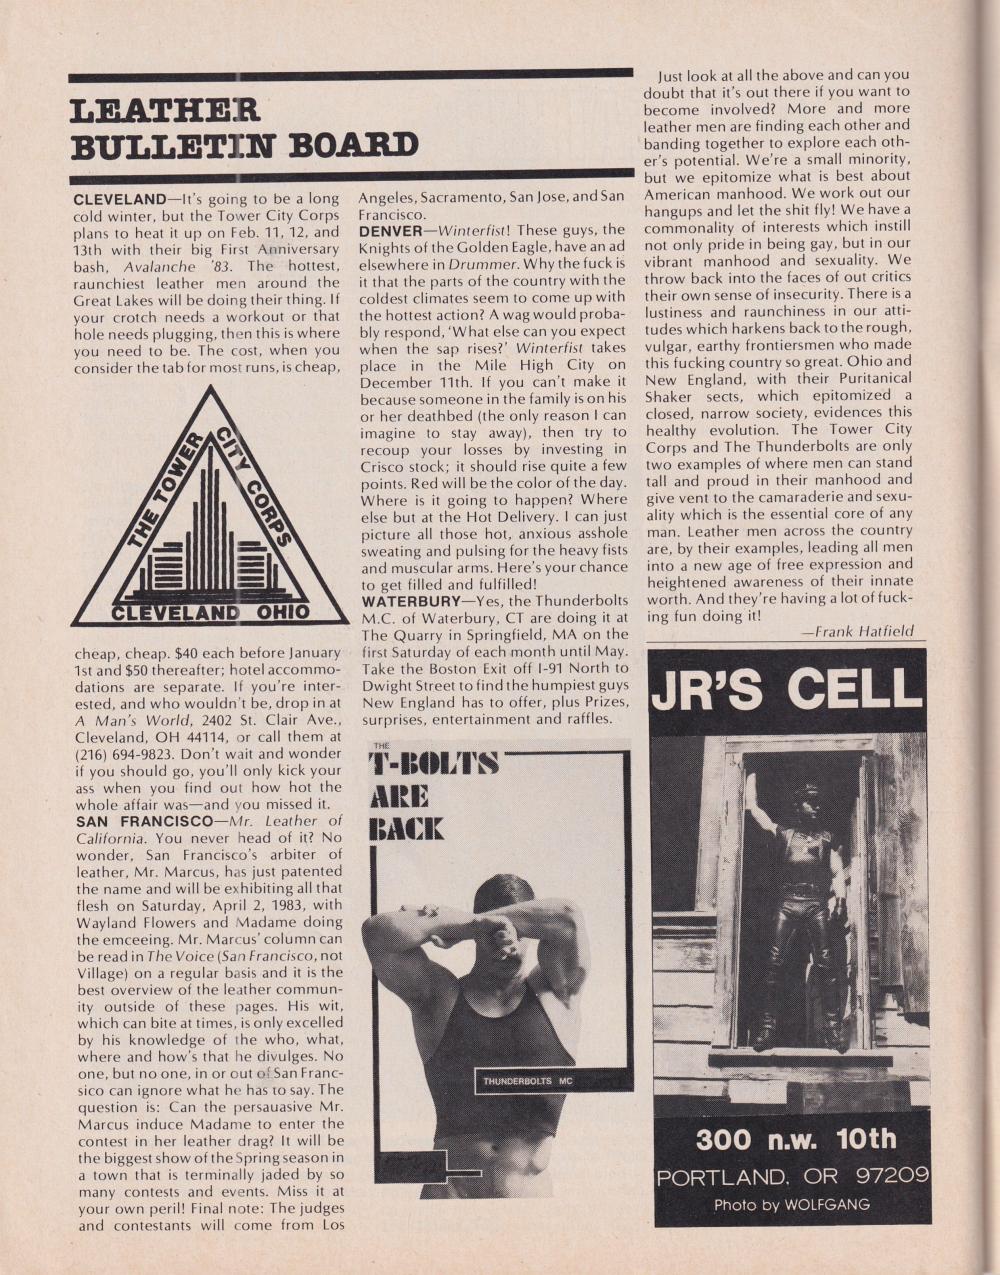 LEATHER
BULLETIN BOARD
CLEVELAND—It's going to be a long
cold winter, but the Tower City Corps
plans to heat it up on Feb. 11, 12, and
13th with their big First Anniversary
bash, Avalanche '83. The hottest,
raunchiest leather men around the
Great Lakes will be doing their thing. If
your crotch needs a workout or that
hole needs plugging, then this is where
you need to be. The cost, when you
consider the tab for most runs, is cheap,
THE TOWER
CITY CORPS
CLEVELAND OHIO
cheap, cheap. $40 each before January
1st and $50 thereafter; hotel accommo-
dations are separate. If you're inter-
ested, and who wouldn't be, drop in at
A Man's World, 2402 St. Clair Ave.,
Cleveland, OH 44114, or call them at
(216) 694-9823. Don't wait and wonder
if you should go, you'll only kick your
ass when you find out how hot the
whole affair was—and you missed it.
SAN FRANCISCO—Mr. Leather of
California. You never head of it? No
wonder, San Francisco's arbiter of
leather, Mr. Marcus, has just patented
the name and will be exhibiting all that
flesh on Saturday, April 2, 1983, with
Wayland Flowers and Madame doing
the emceeing. Mr. Marcus' column can
be read in The Voice (San Francisco, not
Village) on a regular basis and it is the
best overview of the leather commun-
ity outside of these pages. His wit,
which can bite at times, is only excelled
by his knowledge of the who, what,
where and how's that he divulges. No
one, but no one, in or out of San Franc-
sico can ignore what he has to say. The
question is: Can the persauasive Mr.
Marcus induce Madame to enter the
contest in her leather drag? It will be
the biggest show of the Spring season in
a town that is terminally jaded by so
many contests and events. Miss it at
your own peril! Final note: The judges
and contestants will come from Los
Angeles, Sacramento, San Jose, and San
Francisco.
DENVER—Winterfist! These guys, the
Knights of the Golden Eagle, have an ad
elsewhere in Drummer. Why the fuck is
it that the parts of the country with the
coldest climates seem to come up with
the hottest action? A wag would proba-
bly respond, 'What else can you expect
when the sap rises?' Winterfist takes
place in the Mile High City on
December 11th. If you can't make it
because someone in the family is on his
or her deathbed (the only reason I can
imagine to stay away), then try to
recoup your losses by investing in
Crisco stock; it should rise quite a few
points. Red will be the color of the day.
Where is it going to happen? Where
else but at the Hot Delivery. I can just
picture all those hot, anxious asshole
sweating and pulsing for the heavy fists
and muscular arms. Here's your chance
to get filled and fulfilled!
WATERBURY—Yes, the Thunderbolts
M.C. of Waterbury, CT are doing it at
The Quarry in Springfield, MA on the
first Saturday of each month until May.
Take the Boston Exit off I-91 North to
Dwight Street to find the humpiest guys
New England has to offer, plus Prizes,
surprises, entertainment and raffles.
THE
T-BOLTS
ARE
BACK
THUNDERBOLTS MC
Just look at all the above and can you
doubt that it's out there if you want to
become involved? More and more
leather men are finding each other and
banding together to explore each oth-
er's potential. We're a small minority,
but we epitomize what is best about
American manhood. We work out our
hangups and let the shit fly! We have a
commonality of interests which instill
not only pride in being gay, but in our
vibrant manhood and sexuality. We
throw back into the faces of out critics
their own sense of insecurity. There is a
lustiness and raunchiness in our atti-
tudes which harkens back to the rough,
vulgar, earthy frontiersmen who made
this fucking country so great. Ohio and
New England, with their Puritanical
Shaker sects, which epitomized a
closed, narrow society, evidences this
healthy evolution. The Tower City
Corps and The Thunderbolts are only
two examples of where men can stand
tall and proud in their manhood and
give vent to the camaraderie and sexu-
ality which is the essential core of any
man. Leather men across the country
are, by their examples, leading all men
into a new age of free expression and
heightened awareness of their innate
worth. And they're having a lot of fuck-
ing fun doing it!
—Frank Hatfield
JR'S CELL
300 n.w. 10th
PORTLAND, OR 97209
Photo by WOLFGANG